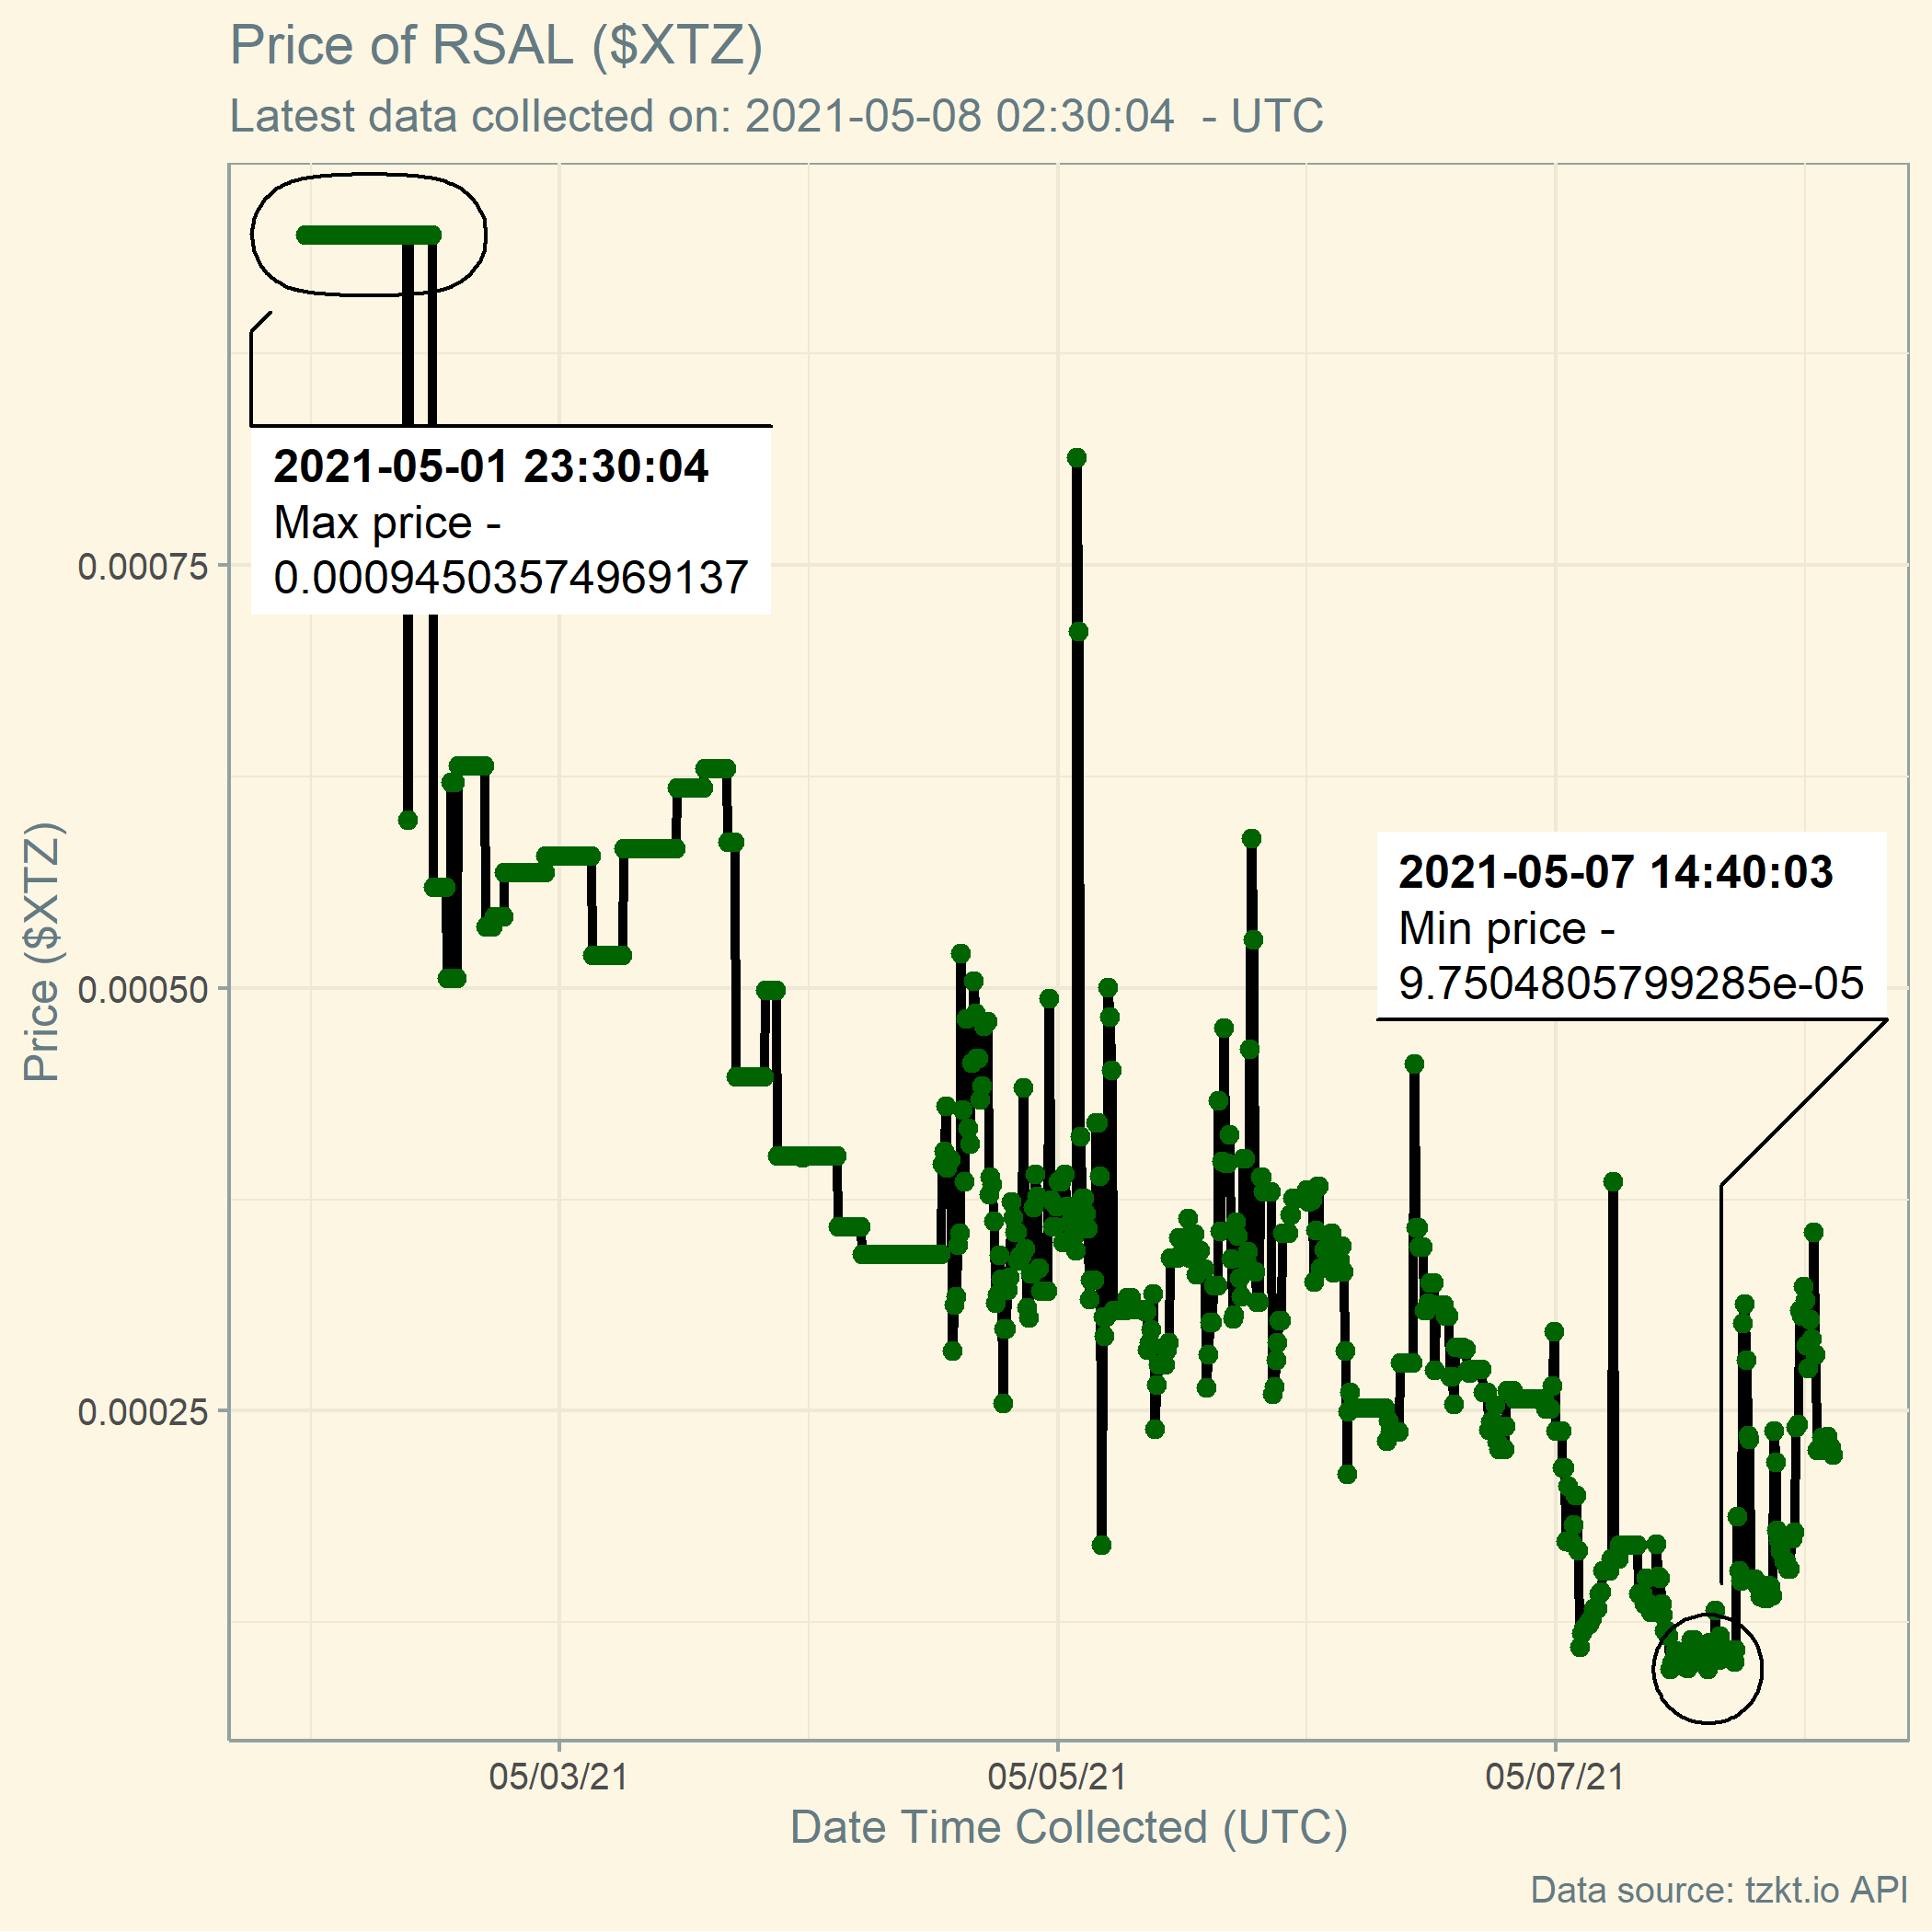 Price of RSAL ($XTZ)
Latest data collected on: 2021-05-08 02:30:04  - UTC
2021-05-01 23:30:04
Max price -
0.000945035749691​37
0.00075
2021-05-07 14:40:03
Min price -
9.7504805799285e-05
0.00050
0.00025
Price ($XTZ)
05/03/21
05/05/21
05/07/21
Date Time Collected (UTC)
Data source: tzkt.io API